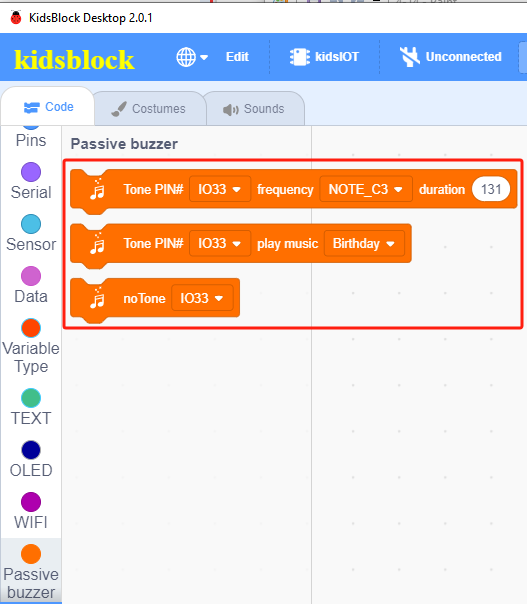 KidsBlock Desktop 2.0.1
kidsblock Edit kidsIOT Unconnected
Code Costumes Sounds
Pins
Serial
Sensor
Data
Variable
Type
TEXT
OLED
WIFI
Passive
buzzer
Passive buzzer
Tone PIN# IO33 frequency NOTE_C3 duration 131
Tone PIN# IO33 play music Birthday
noTone IO33